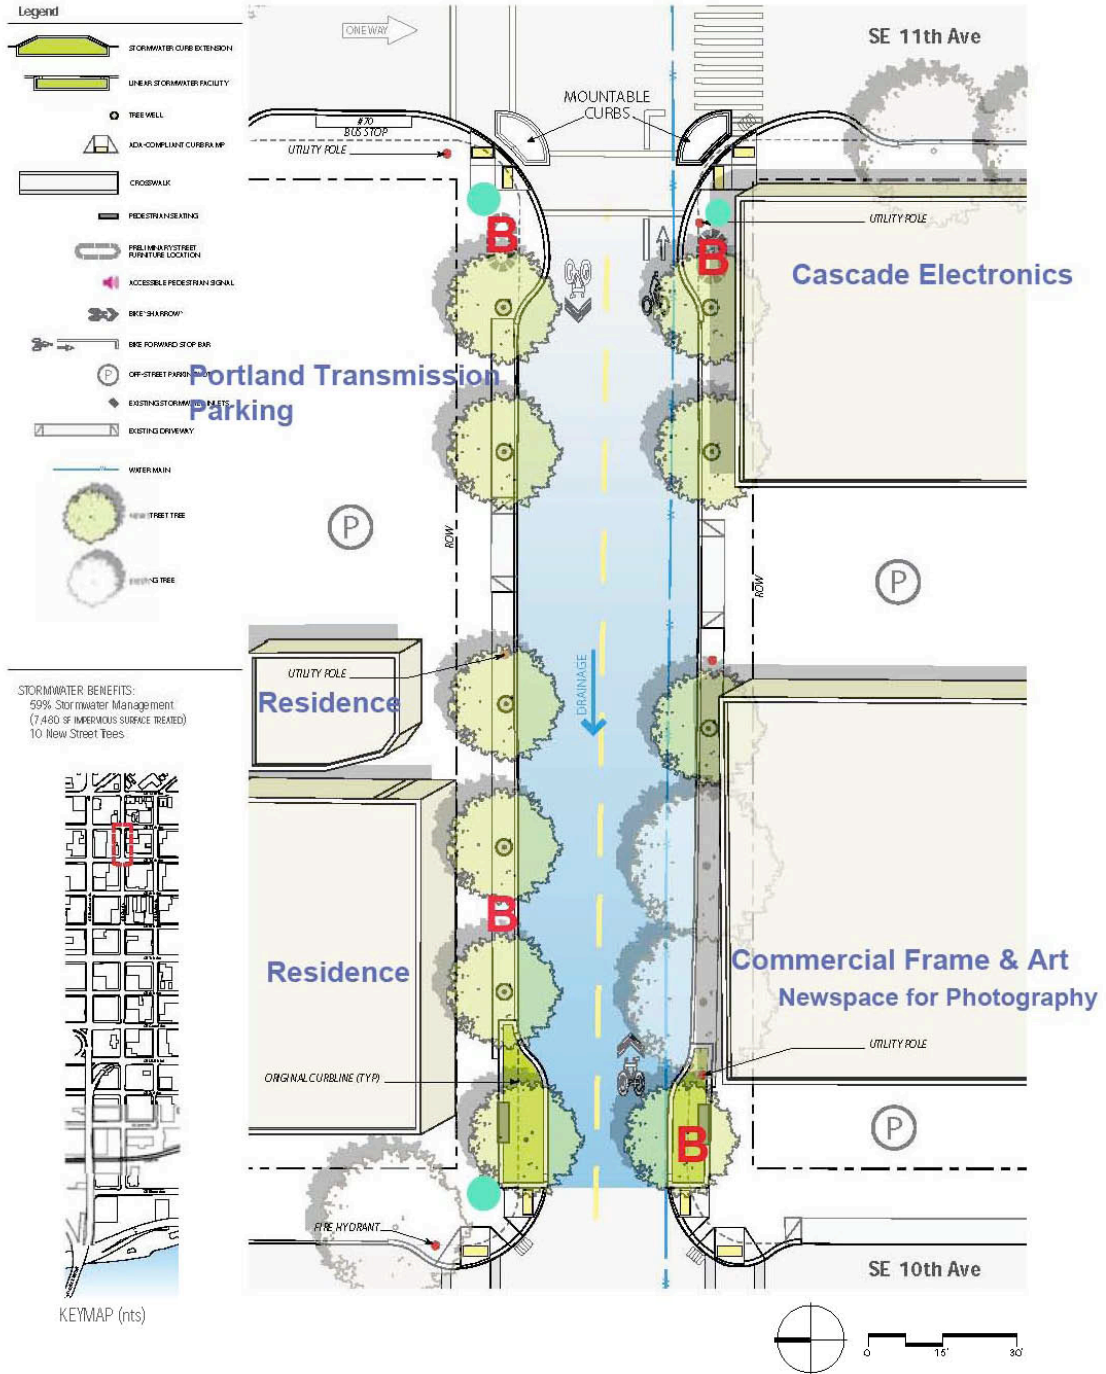 Legend
STORMWATER CURB EXTENSION
LINEAR STORMWATER FACILITY
TREE WELL
ADA-COMPLIANT CURB RAMP
CROSSWALK
PEDESTRIAN SEATING
PRELIMINARY STREET
FURNITURE LOCATION
ACCESSIBLE PEDESTRIAN SIGNAL
BIKE "SHARROW"
BIKE FORWARD STOP BAR
P
OFF-STREET PARKING
EXISTING STORMWATER INLETS
EXISTING DRIVEWAY
WATER MAIN
STREET TREE
TREE
STORMWATER BENEFITS:
59% Stormwater Management
(7,480 SF IMPERVIOUS SURFACE TREATED)
10 New Street Trees
KEYMAP (nts)
ONE WAY
SE 11th Ave
MOUNTABLE
CURBS
#70
BUS STOP
UTILITY POLE
UTILITY POLE
B
B
Cascade Electronics
Portland Transmission
Parking
P
ROW
P
ROW
UTILITY POLE
Residence
DRAINAGE
B
Residence
Commercial Frame & Art
Newspace for Photography
UTILITY POLE
ORIGINAL CURBLINE (TYP)
B
P
FIRE HYDRANT
SE 10th Ave
0 15' 30'